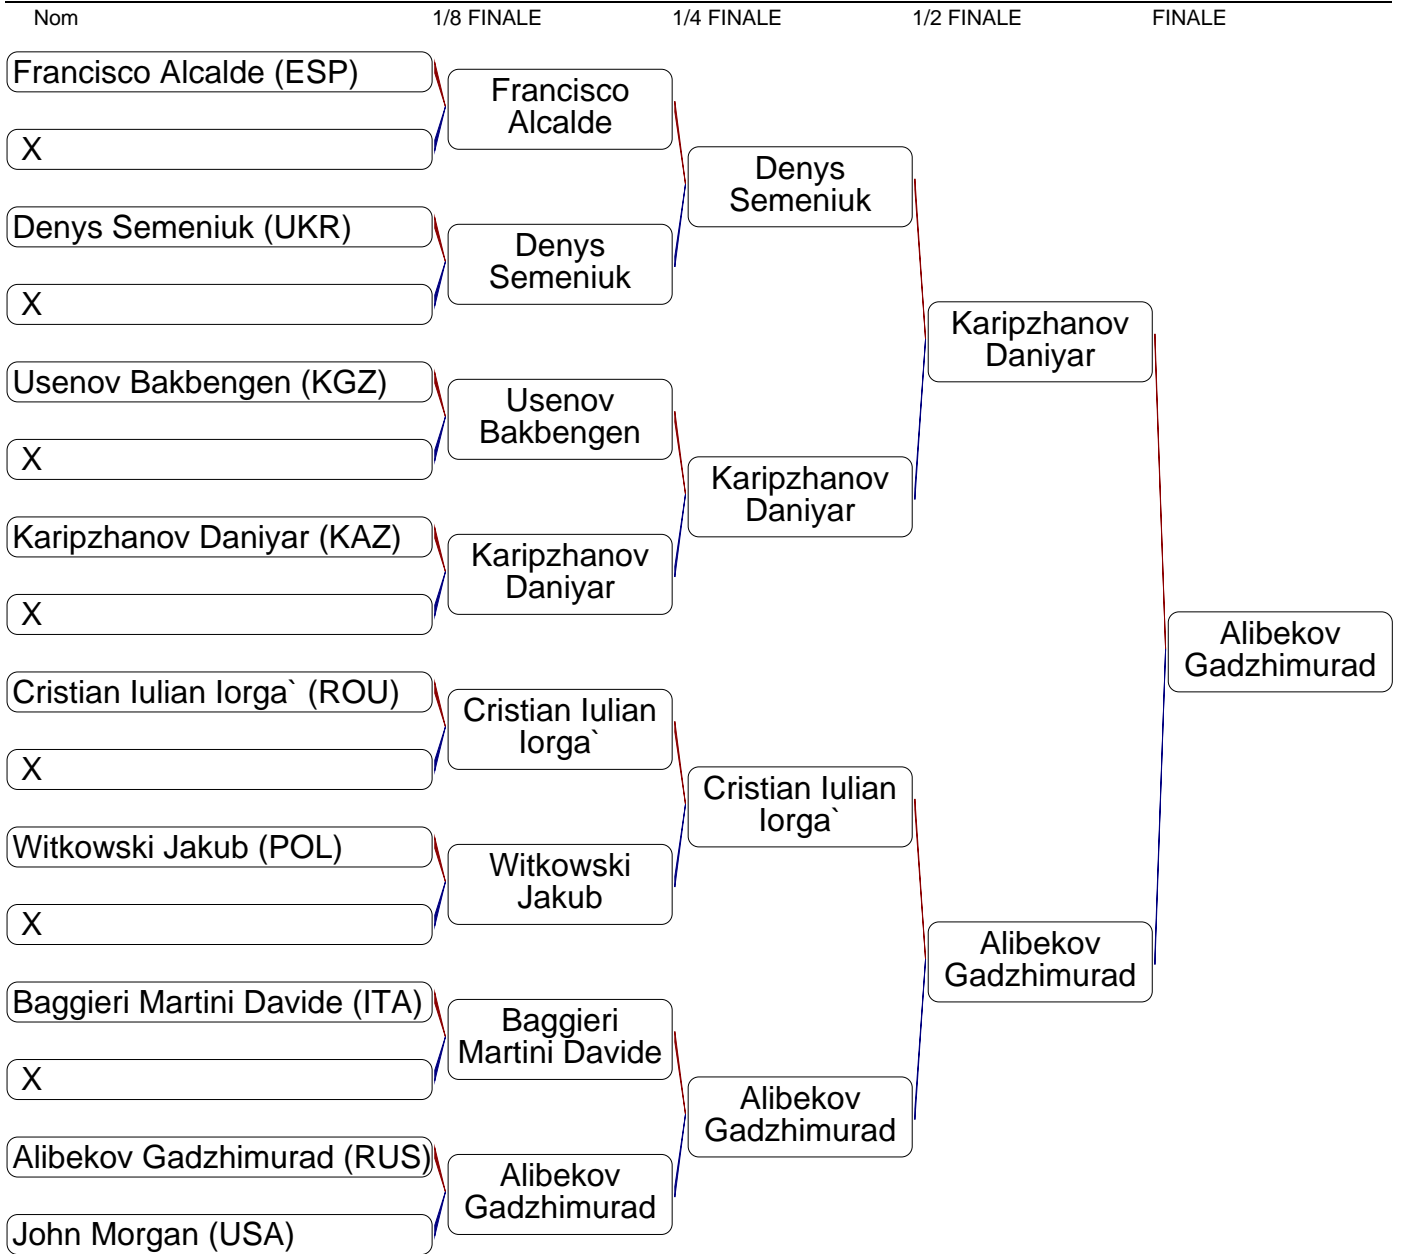 Nom 1/8 FINALE 1/4 FINALE 1/2 FINALE FINALE
Francisco Alcalde (ESP)
X
Denys Semeniuk (UKR)
X
Usenov Bakbengen (KGZ)
X
Karipzhanov Daniyar (KAZ)
X
Cristian Iulian Iorga` (ROU)
X
Witkowski Jakub (POL)
X
Baggieri Martini Davide (ITA)
X
Alibekov Gadzhimurad (RUS)
John Morgan (USA)
Francisco
Alcalde
Denys
Semeniuk
Usenov
Bakbengen
Karipzhanov
Daniyar
Cristian Iulian
Iorga`
Witkowski
Jakub
Baggieri
Martini Davide
Alibekov
Gadzhimurad
Denys
Semeniuk
Karipzhanov
Daniyar
Cristian Iulian
Iorga`
Alibekov
Gadzhimurad
Karipzhanov
Daniyar
Alibekov
Gadzhimurad
Alibekov
Gadzhimurad